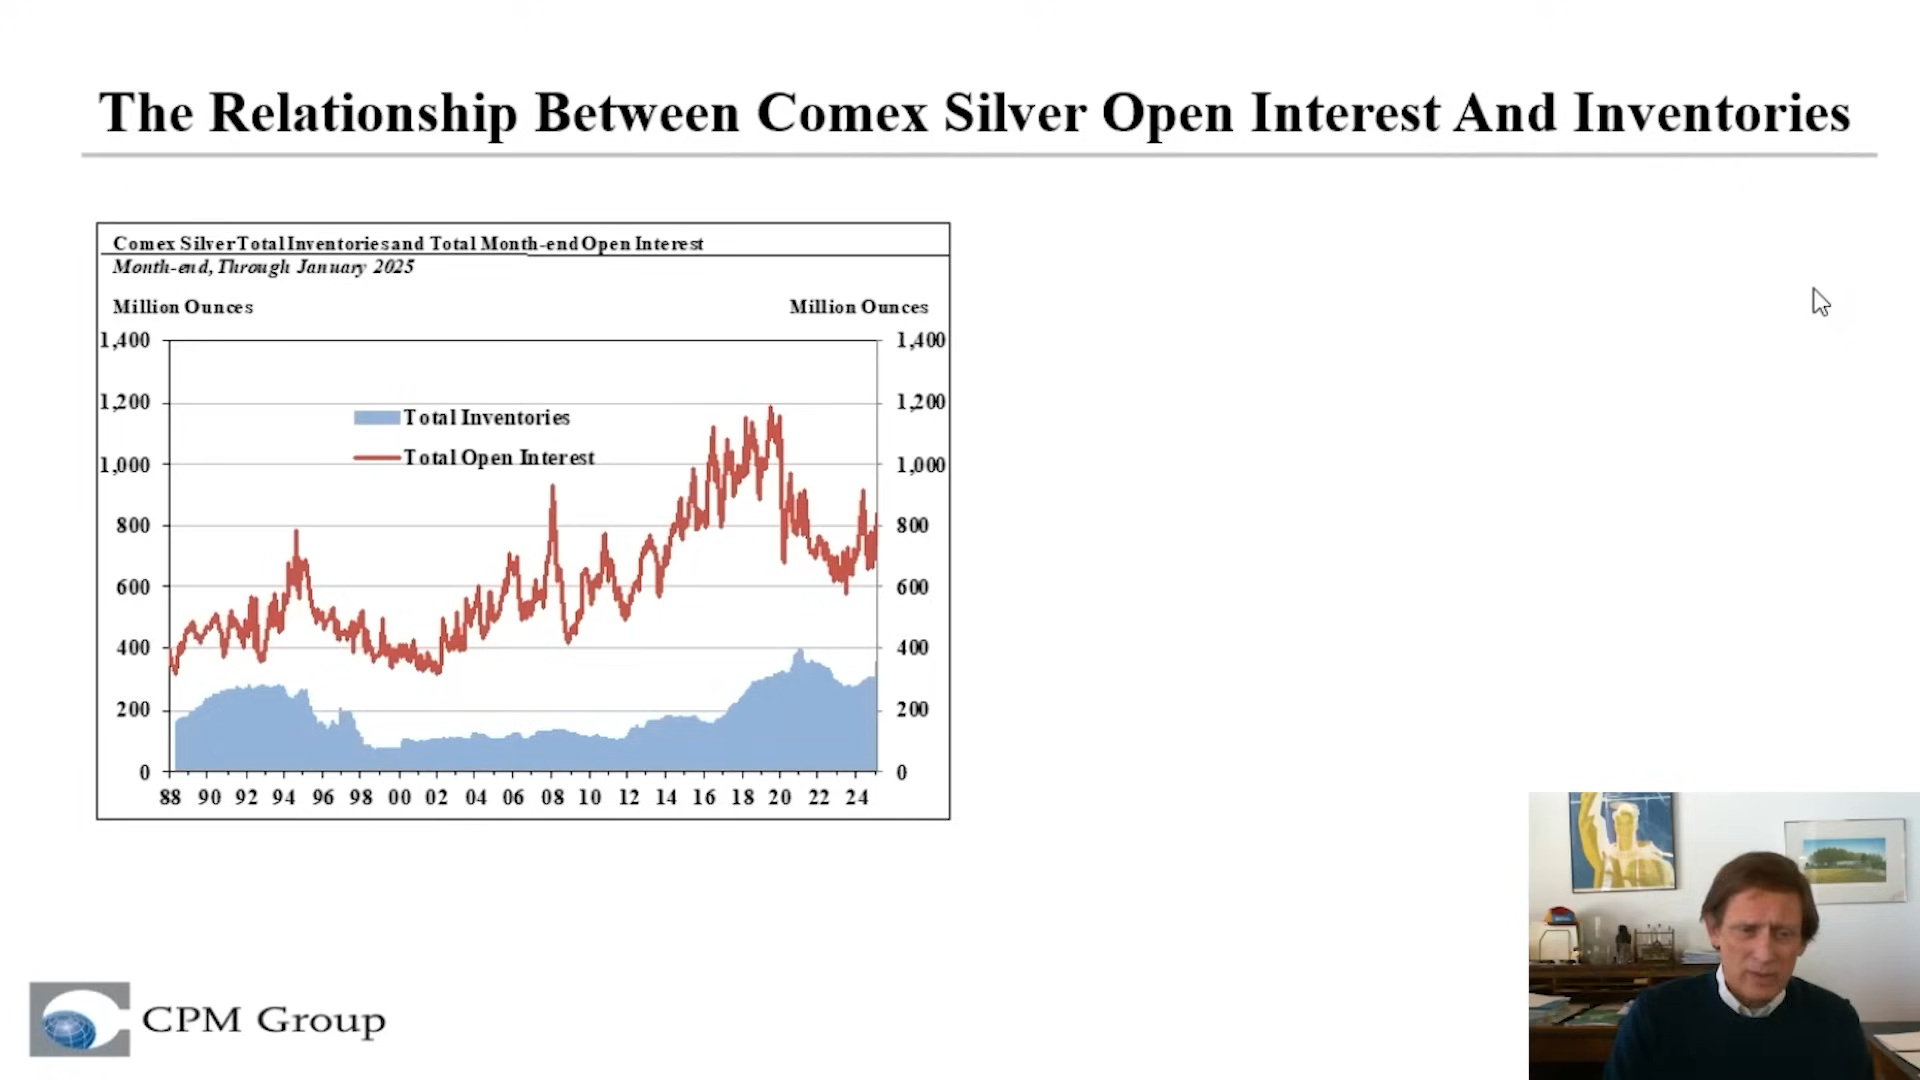 The Relationship Between Comex Silver Open Interest And Inventories
Comex Silver Total Inventories and Total Month-end Open Interest
Month-end, Through January 2025
Million Ounces
Million Ounces
1,400
1,400
1,200
1,200
Total Inventories
Total Open Interest
1,000
1,000
800
800
600
600
400
400
200
200
0
0
88 90 92 94 96 98 00 02 04 06 08 10 12 14 16 18 20 22 24
CPM Group